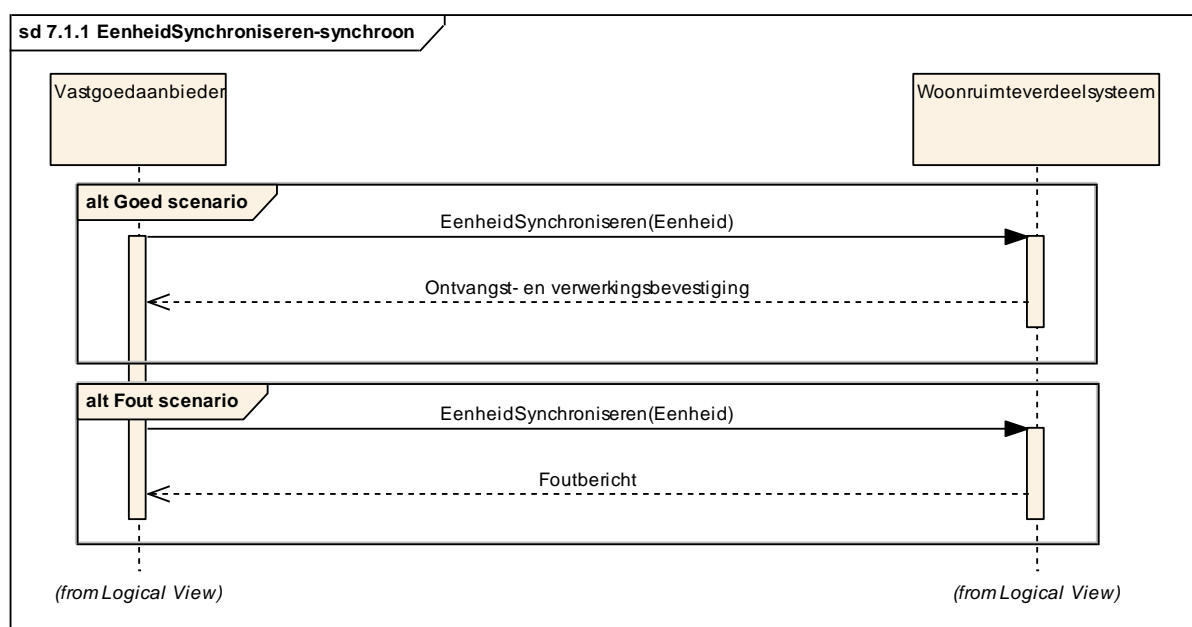 sd 7.1.1 EenheidSynchroniseren-synchroon
Vastgoedaanbieder
Woonruimteverdeelsysteem
alt Goed scenario
EenheidSynchroniseren(Eenheid)
Ontvangst- en verwerkingsbevestiging
alt Fout scenario
EenheidSynchroniseren(Eenheid)
Foutbericht
(from Logical View)
(from Logical View)